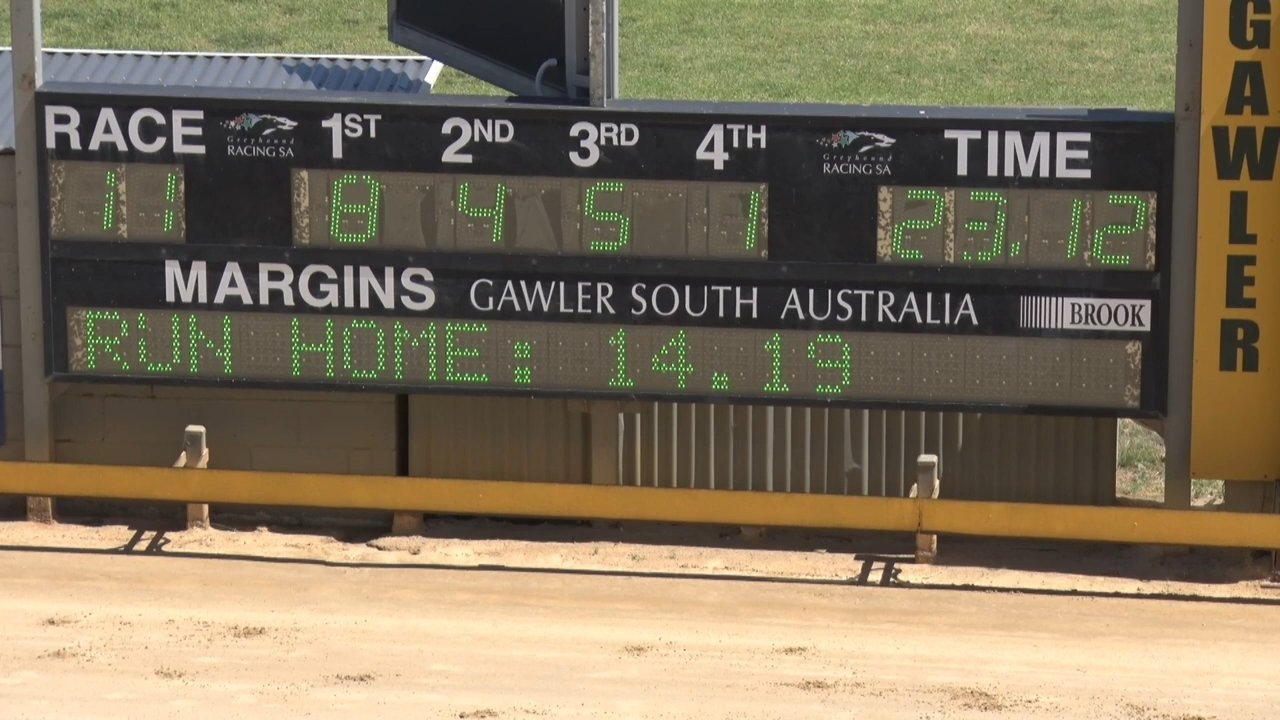 RACE Greyhound RACING SA 1ST 2ND 3RD 4TH Greyhound RACING SA TIME
11 8 4 5 1 23.12
MARGINS GAWLER SOUTH AUSTRALIA BROOK
RUN HOME: 14.19
GAWLER